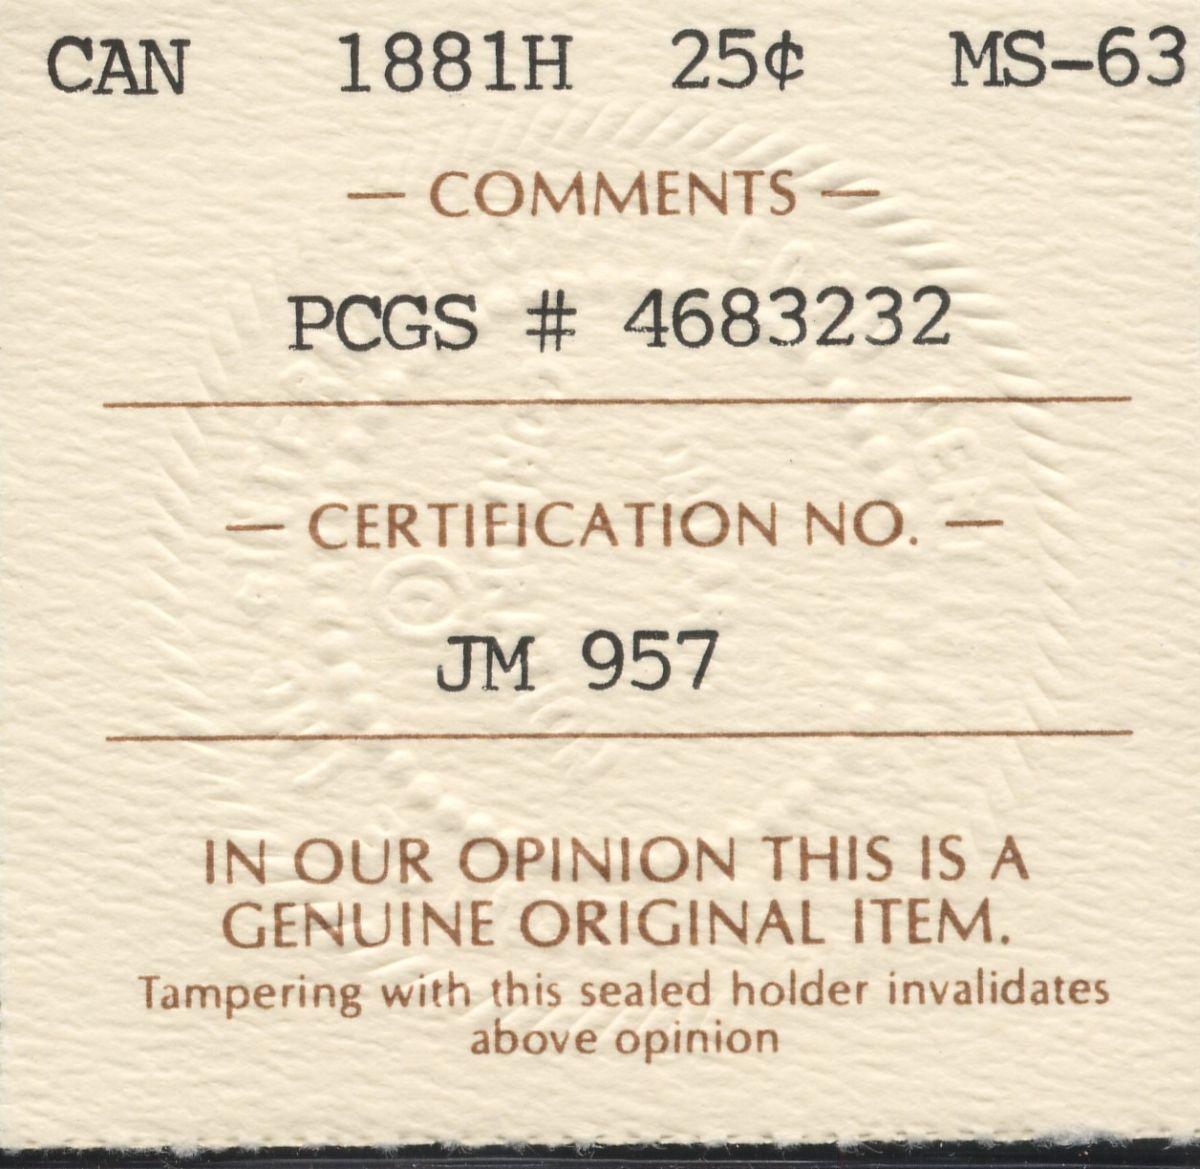 CAN 1881H 25¢ MS-63
— COMMENTS —
PCGS # 4683232
— CERTIFICATION NO. —
JM 957
IN OUR OPINION THIS IS A
GENUINE ORIGINAL ITEM.
Tampering with this sealed holder invalidates
above opinion